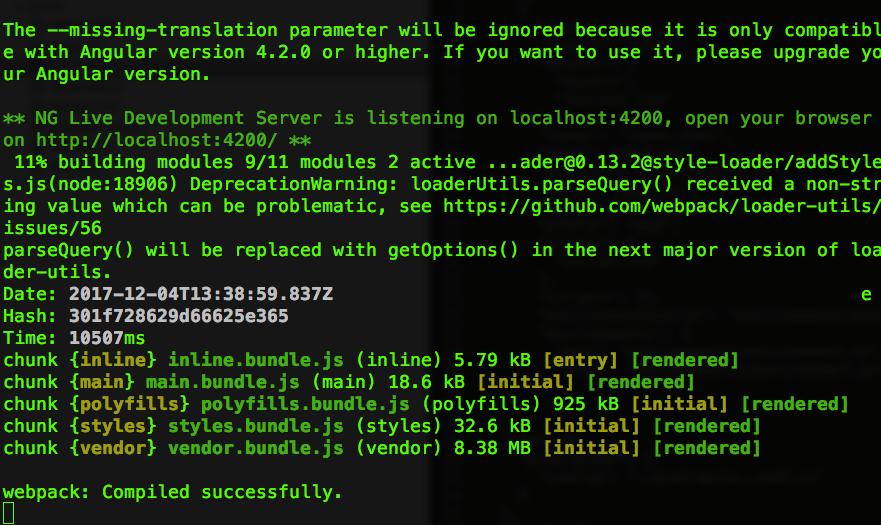 The --missing-translation parameter will be ignored because it is only compatibl
e with Angular version 4.2.0 or higher. If you want to use it, please upgrade yo
ur Angular version.
** NG Live Development Server is listening on localhost:4200, open your browser
on http://localhost:4200/ **
11% building modules 9/11 modules 2 active ...ader@0.13.2@style-loader/addStyle
s.js(node:18906) DeprecationWarning: loaderUtils.parseQuery() received a non-str
ing value which can be problematic, see https://github.com/webpack/loader-utils/
issues/56
parseQuery() will be replaced with getOptions() in the next major version of loa
der-utils.
Date: 2017-12-04T13:38:59.837Z e
Hash: 301f728629d66625e365
Time: 10507ms
chunk {inline} inline.bundle.js (inline) 5.79 kB [entry] [rendered]
chunk {main} main.bundle.js (main) 18.6 kB [initial] [rendered]
chunk {polyfills} polyfills.bundle.js (polyfills) 925 kB [initial] [rendered]
chunk {styles} styles.bundle.js (styles) 32.6 kB [initial] [rendered]
chunk {vendor} vendor.bundle.js (vendor) 8.38 MB [initial] [rendered]
webpack: Compiled successfully.